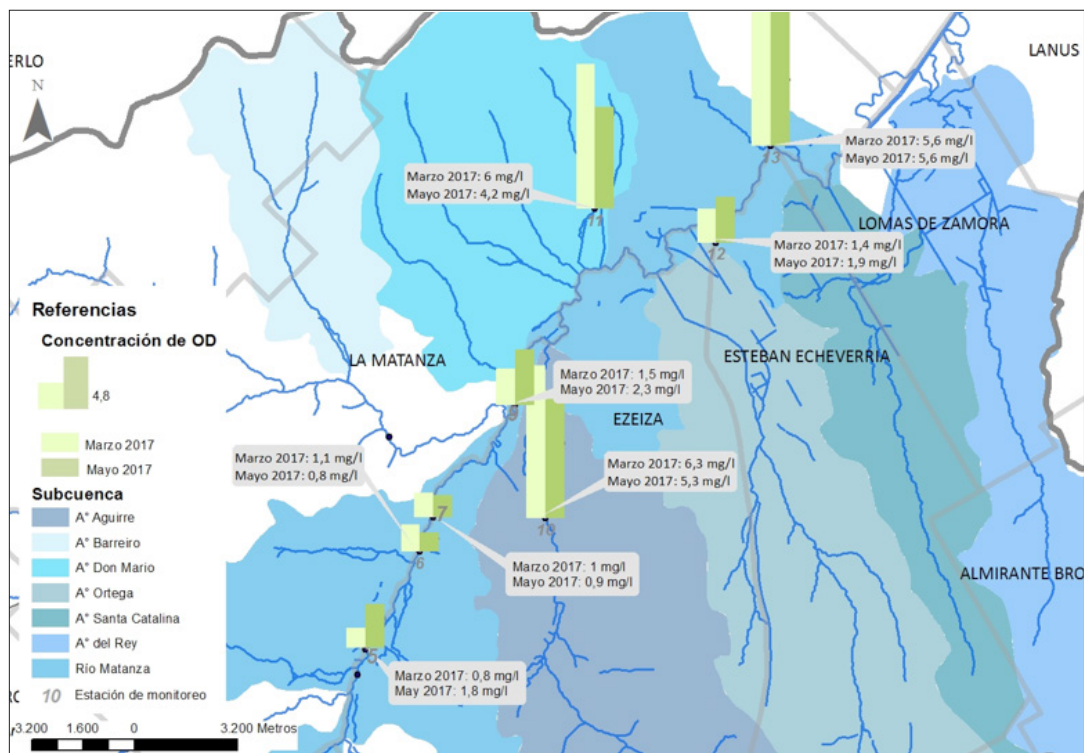 ERLO
LANUS
N
Marzo 2017: 5,6 mg/l
Mayo 2017: 5,6 mg/l
13
Marzo 2017: 6 mg/l
Mayo 2017: 4,2 mg/l
11
LOMAS DE ZAMORA
12
Marzo 2017: 1,4 mg/l
Mayo 2017: 1,9 mg/l
LA MATANZA
ESTEBAN ECHEVERRIA
Marzo 2017: 1,5 mg/l
Mayo 2017: 2,3 mg/l
EZEIZA
Marzo 2017: 1,1 mg/l
Mayo 2017: 0,8 mg/l
Marzo 2017: 6,3 mg/l
Mayo 2017: 5,3 mg/l
7
18
6
Marzo 2017: 1 mg/l
Mayo 2017: 0,9 mg/l
ALMIRANTE BRO
5
Marzo 2017: 0,8 mg/l
May 2017: 1,8 mg/l
Referencias
Concentración de OD
4,8
Marzo 2017
Mayo 2017
Subcuenca
A° Aguirre
A° Barreiro
A° Don Mario
A° Ortega
A° Santa Catalina
A° del Rey
Río Matanza
10 Estación de monitoreo
3.200 1.600 0 3.200 Metros